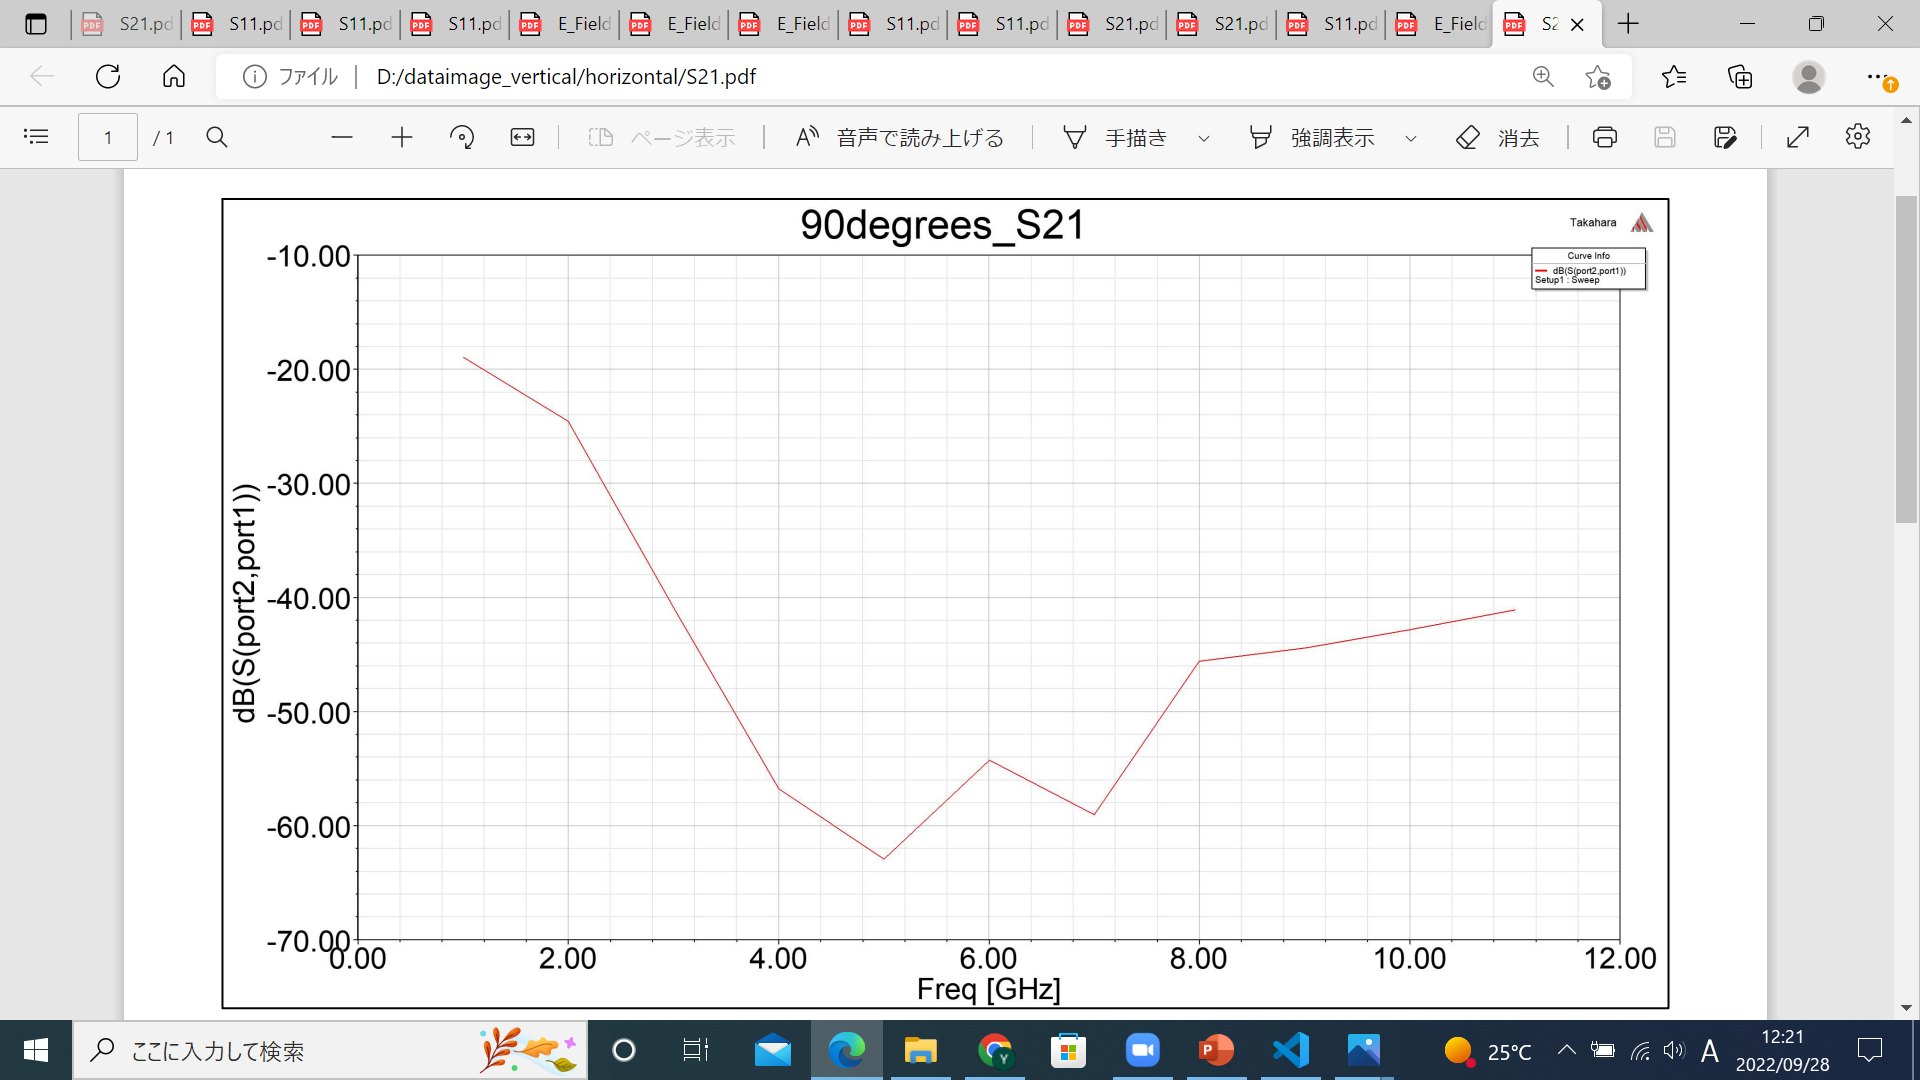 S21.pd S11.pd S11.pd S11.pd E_Field E_Field E_Field S11.pd S11.pd S21.pd S21.pd S11.pd E_Field S2
ファイル D:/dataimage_vertical/horizontal/S21.pdf
1 / 1 ページ表示 音声で読み上げる 手描き 強調表示 消去
90degrees_S21
Takahara
Curve Info
dB(S(port2,port1))
Setup1 : Sweep
-10.00
-20.00
-30.00
-40.00
-50.00
-60.00
-70.00
dB(S(port2,port1))
0.00 2.00 4.00 6.00 8.00 10.00 12.00
Freq [GHz]
ここに入力して検索
25°C
A
12:21
2022/09/28